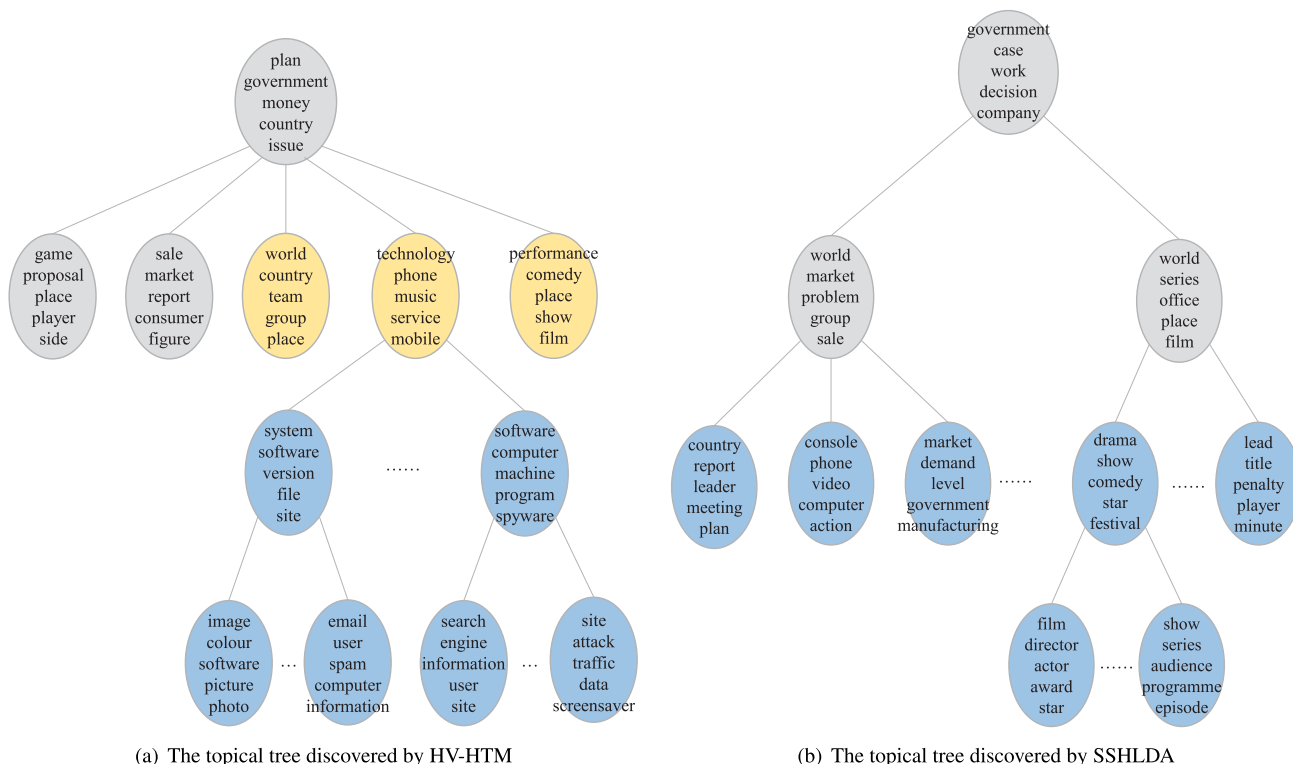 plan
government
money
country
issue
game
proposal
place
player
side
sale
market
report
consumer
figure
world
country
team
group
place
technology
phone
music
service
mobile
performance
comedy
place
show
film
system
software
version
file
site
......
software
computer
machine
program
spyware
image
colour
software
picture
photo
...
email
user
spam
computer
information
search
engine
information
user
site
...
site
attack
traffic
data
screensaver
(a) The topical tree discovered by HV-HTM
government
case
work
decision
company
world
market
problem
group
sale
world
series
office
place
film
country
report
leader
meeting
plan
console
phone
video
computer
action
market
demand
level
government
manufacturing
......
drama
show
comedy
star
festival
......
lead
title
penalty
player
minute
film
director
actor
award
star
......
show
series
audience
programme
episode
(b) The topical tree discovered by SSHLDA